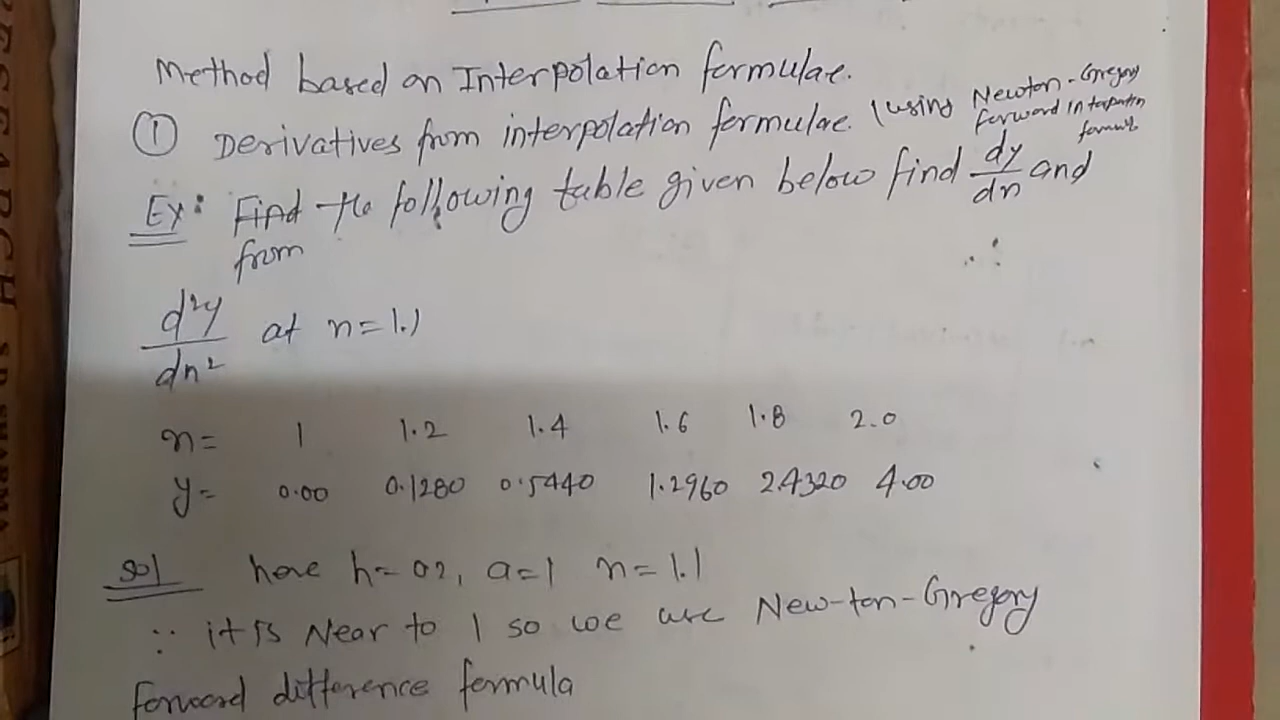 Method based on Interpolation formulae.
① Derivatives from interpolation formulae. (using Newton-Gregory
forward interpolation
formula
Ex: Find the following table given below find dy/dn and
from
d²y/dn² at n=1.1
n= 1 1.2 1.4 1.6 1.8 2.0
y= 0.00 0.1280 0.5440 1.2960 2.4320 4.00
Sol here h=02, a=1 n=1.1
∵ it is Near to 1 so we use New-ton-Gregory
forward difference formula